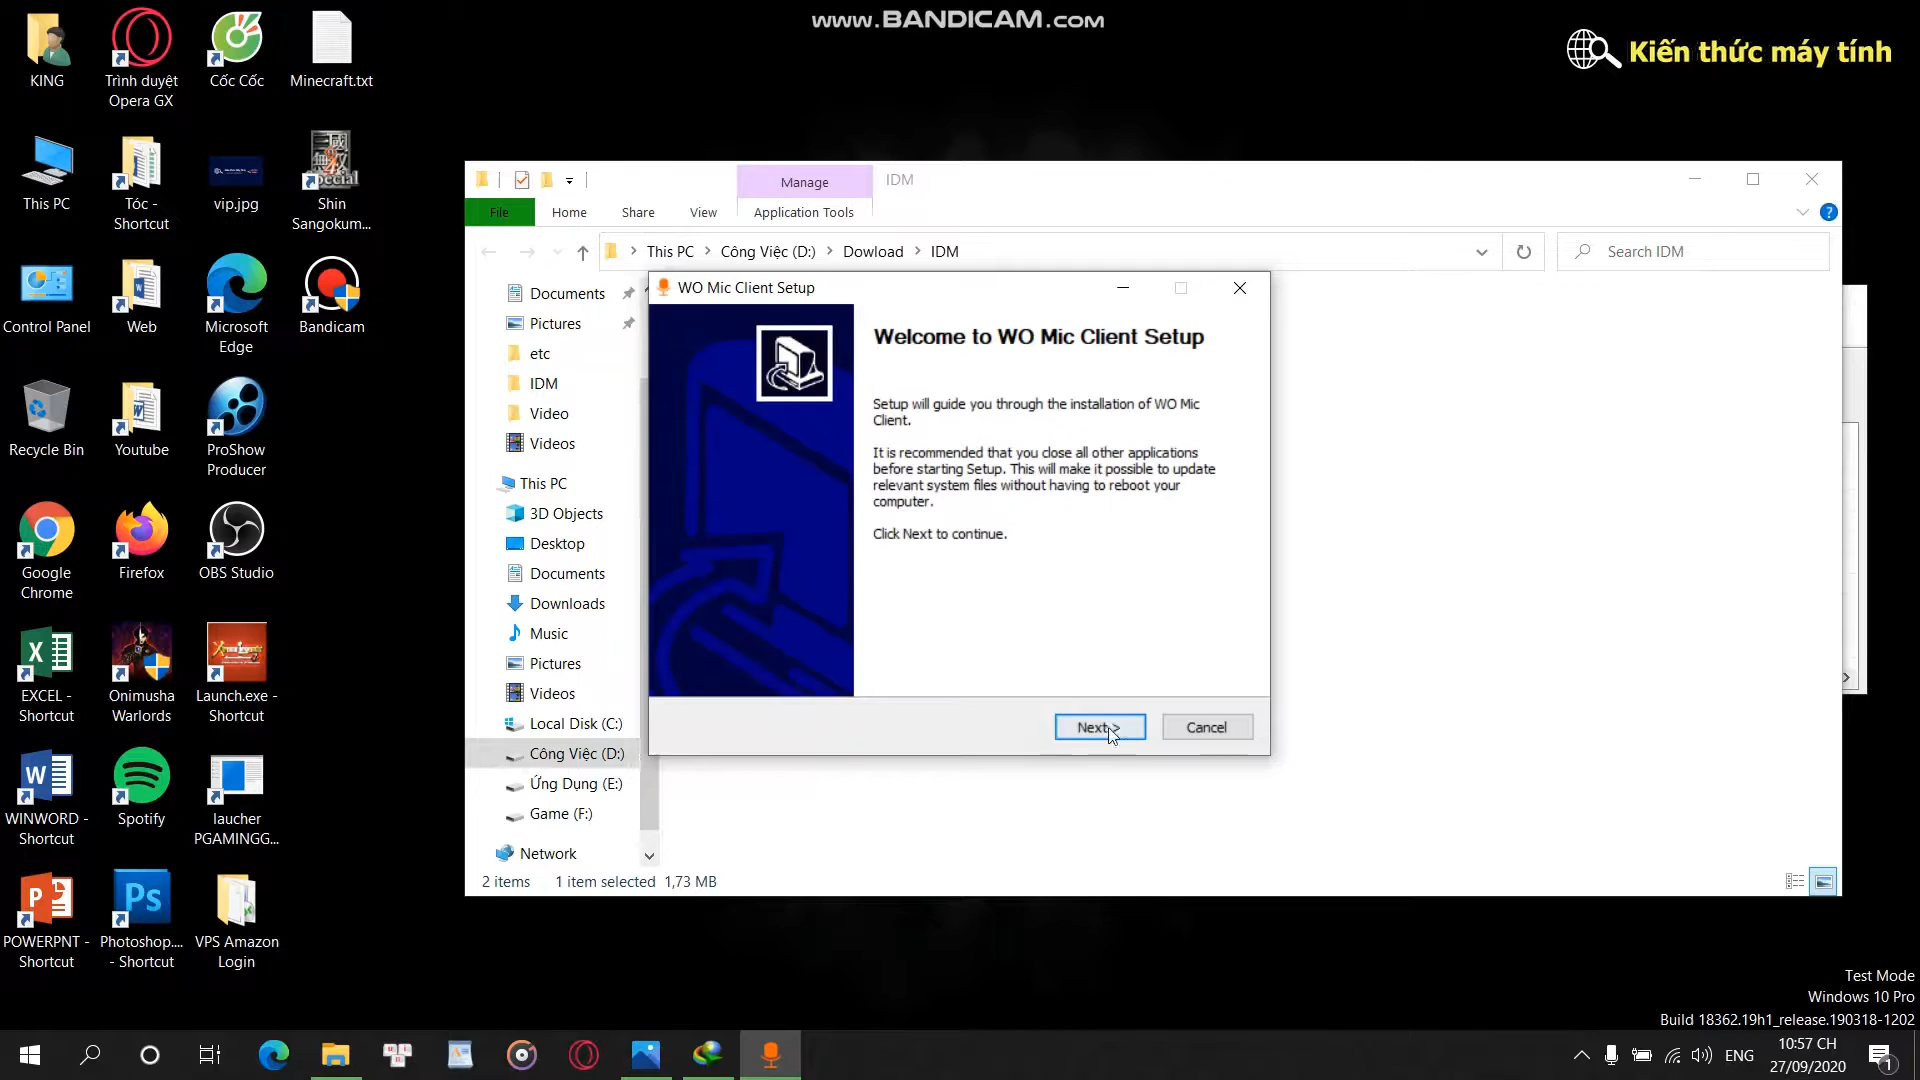 www.BANDICAM.com
Kiến thức máy tính
KING
Trình duyệt
Opera GX
Cốc Cốc
Minecraft.txt
This PC
Tóc -
Shortcut
vip.jpg
Shin
Sangokum...
Control Panel
Web
Microsoft
Edge
Bandicam
Recycle Bin
Youtube
ProShow
Producer
Google
Chrome
Firefox
OBS Studio
EXCEL -
Shortcut
Onimusha
Warlords
Launch.exe -
Shortcut
WINWORD -
Shortcut
Spotify
laucher
PGAMINGG...
POWERPNT -
Shortcut
Photoshop....
- Shortcut
VPS Amazon
Login
Manage
IDM
File
Home
Share
View
Application Tools
This PC
Công Việc (D:)
Dowload
IDM
Search IDM
Documents
Pictures
etc
IDM
Video
Videos
This PC
3D Objects
Desktop
Documents
Downloads
Music
Pictures
Videos
Local Disk (C:)
Công Việc (D:)
Ứng Dụng (E:)
Game (F:)
Network
2 items
1 item selected 1,73 MB
WO Mic Client Setup
Welcome to WO Mic Client Setup
Setup will guide you through the installation of WO Mic
Client.
It is recommended that you close all other applications
before starting Setup. This will make it possible to update
relevant system files without having to reboot your
computer.
Click Next to continue.
Next >
Cancel
Test Mode
Windows 10 Pro
Build 18362.19h1_release.190318-1202
ENG
10:57 CH
27/09/2020
1